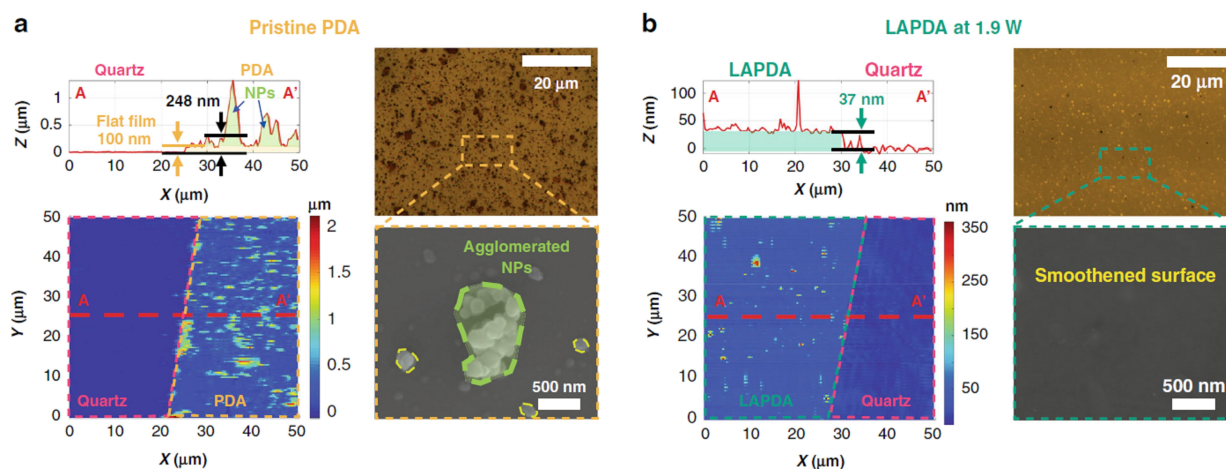 a
Pristine PDA
Quartz
PDA
A
248 nm
NPs
A'
Flat film
100 nm
Z (μm)
1
0.5
0
0 10 20 30 40 50
X (μm)
20 μm
μm
2
1.5
1
0.5
0
Y (μm)
50
40
30
20
10
0
A
A'
Quartz
PDA
0 10 20 30 40 50
X (μm)
Agglomerated
NPs
500 nm
b
LAPDA at 1.9 W
LAPDA
Quartz
A
37 nm
A'
Z (nm)
100
50
0
0 10 20 30 40 50
X (μm)
20 μm
nm
350
250
150
50
Y (μm)
50
40
30
20
10
0
A
A'
LAPDA
Quartz
0 10 20 30 40 50
X (μm)
Smoothened surface
500 nm